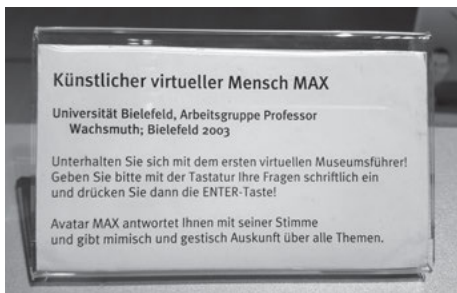 Künstlicher virtueller Mensch MAX
Universität Bielefeld, Arbeitsgruppe Professor
Wachsmuth; Bielefeld 2003
Unterhalten Sie sich mit dem ersten virtuellen Museumsführer!
Geben Sie bitte mit der Tastatur Ihre Fragen schriftlich ein
und drücken Sie dann die ENTER-Taste!
Avatar MAX antwortet Ihnen mit seiner Stimme
und gibt mimisch und gestisch Auskunft über alle Themen.